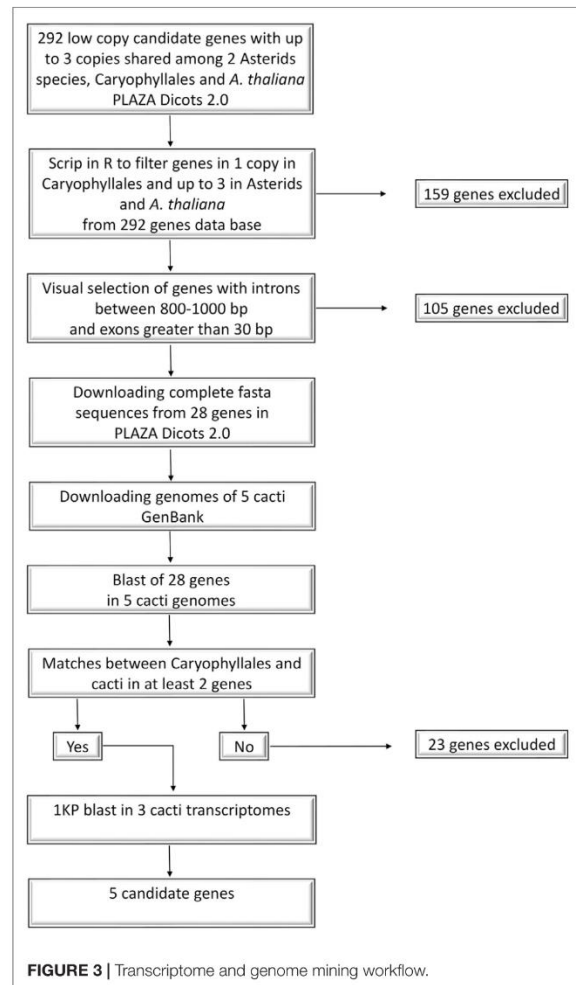 292 low copy candidate genes with up
to 3 copies shared among 2 Asterids
species, Caryophyllales and A. thaliana
PLAZA Dicots 2.0
Scrip in R to filter genes in 1 copy in
Caryophyllales and up to 3 in Asterids
and A. thaliana
from 292 genes data base
159 genes excluded
Visual selection of genes with introns
between 800-1000 bp
and exons greater than 30 bp
105 genes excluded
Downloading complete fasta
sequences from 28 genes in
PLAZA Dicots 2.0
Downloading genomes of 5 cacti
GenBank
Blast of 28 genes
in 5 cacti genomes
Matches between Caryophyllales and
cacti in at least 2 genes
Yes
No
23 genes excluded
1KP blast in 3 cacti transcriptomes
5 candidate genes
FIGURE 3 | Transcriptome and genome mining workflow.